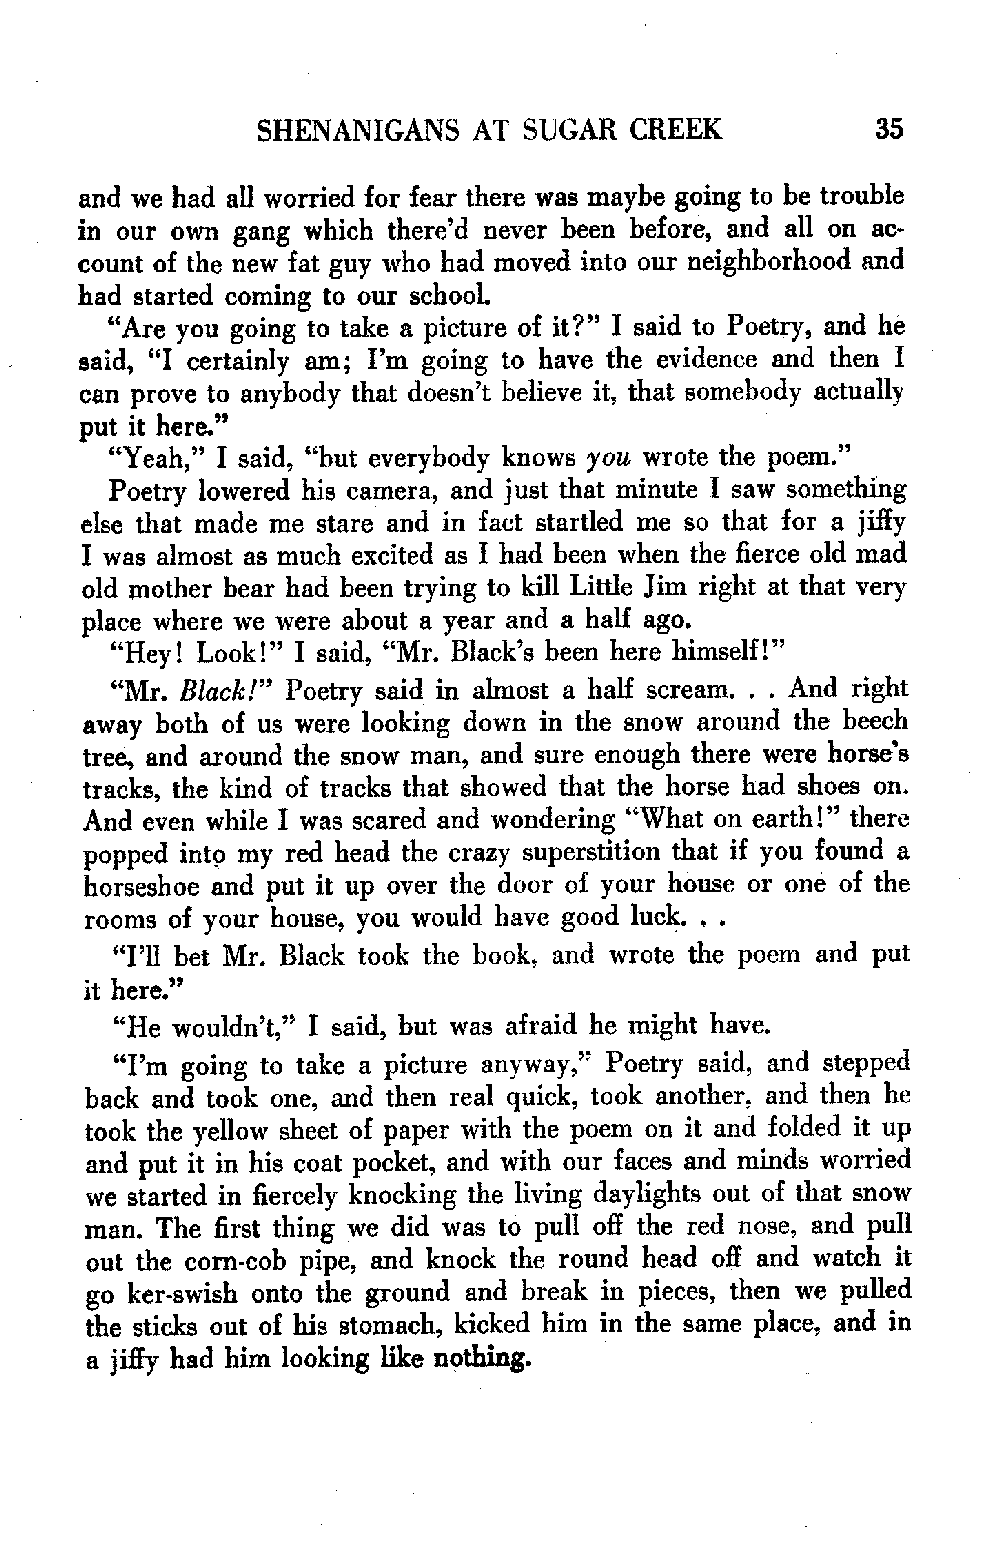 SHENANIGANS AT SUGAR CREEK 35
and we had all worried for fear there was maybe going to be trouble
in our own gang which there'd never been before, and all on ac-
count of the new fat guy who had moved into our neighborhood and
had started coming to our school.
"Are you going to take a picture of it?" I said to Poetry, and he
said, "I certainly am; I'm going to have the evidence and then I
can prove to anybody that doesn't believe it, that somebody actually
put it here."
"Yeah," I said, "but everybody knows you wrote the poem."
Poetry lowered his camera, and just that minute I saw something
else that made me stare and in fact startled me so that for a jiffy
I was almost as much excited as I had been when the fierce old mad
old mother bear had been trying to kill Little Jim right at that very
place where we were about a year and a half ago.
"Hey! Look!" I said, "Mr. Black's been here himself!"
"Mr. Black!" Poetry said in almost a half scream. . . And right
away both of us were looking down in the snow around the beech
tree, and around the snow man, and sure enough there were horse's
tracks, the kind of tracks that showed that the horse had shoes on.
And even while I was scared and wondering "What on earth!" there
popped into my red head the crazy superstition that if you found a
horseshoe and put it up over the door of your house or one of the
rooms of your house, you would have good luck. . .
"I'll bet Mr. Black took the book, and wrote the poem and put
it here."
"He wouldn't," I said, but was afraid he might have.
"I'm going to take a picture anyway," Poetry said, and stepped
back and took one, and then real quick, took another, and then he
took the yellow sheet of paper with the poem on it and folded it up
and put it in his coat pocket, and with our faces and minds worried
we started in fiercely knocking the living daylights out of that snow
man. The first thing we did was to pull off the red nose, and pull
out the corn-cob pipe, and knock the round head off and watch it
go ker-swish onto the ground and break in pieces, then we pulled
the sticks out of his stomach, kicked him in the same place, and in
a jiffy had him looking like nothing.